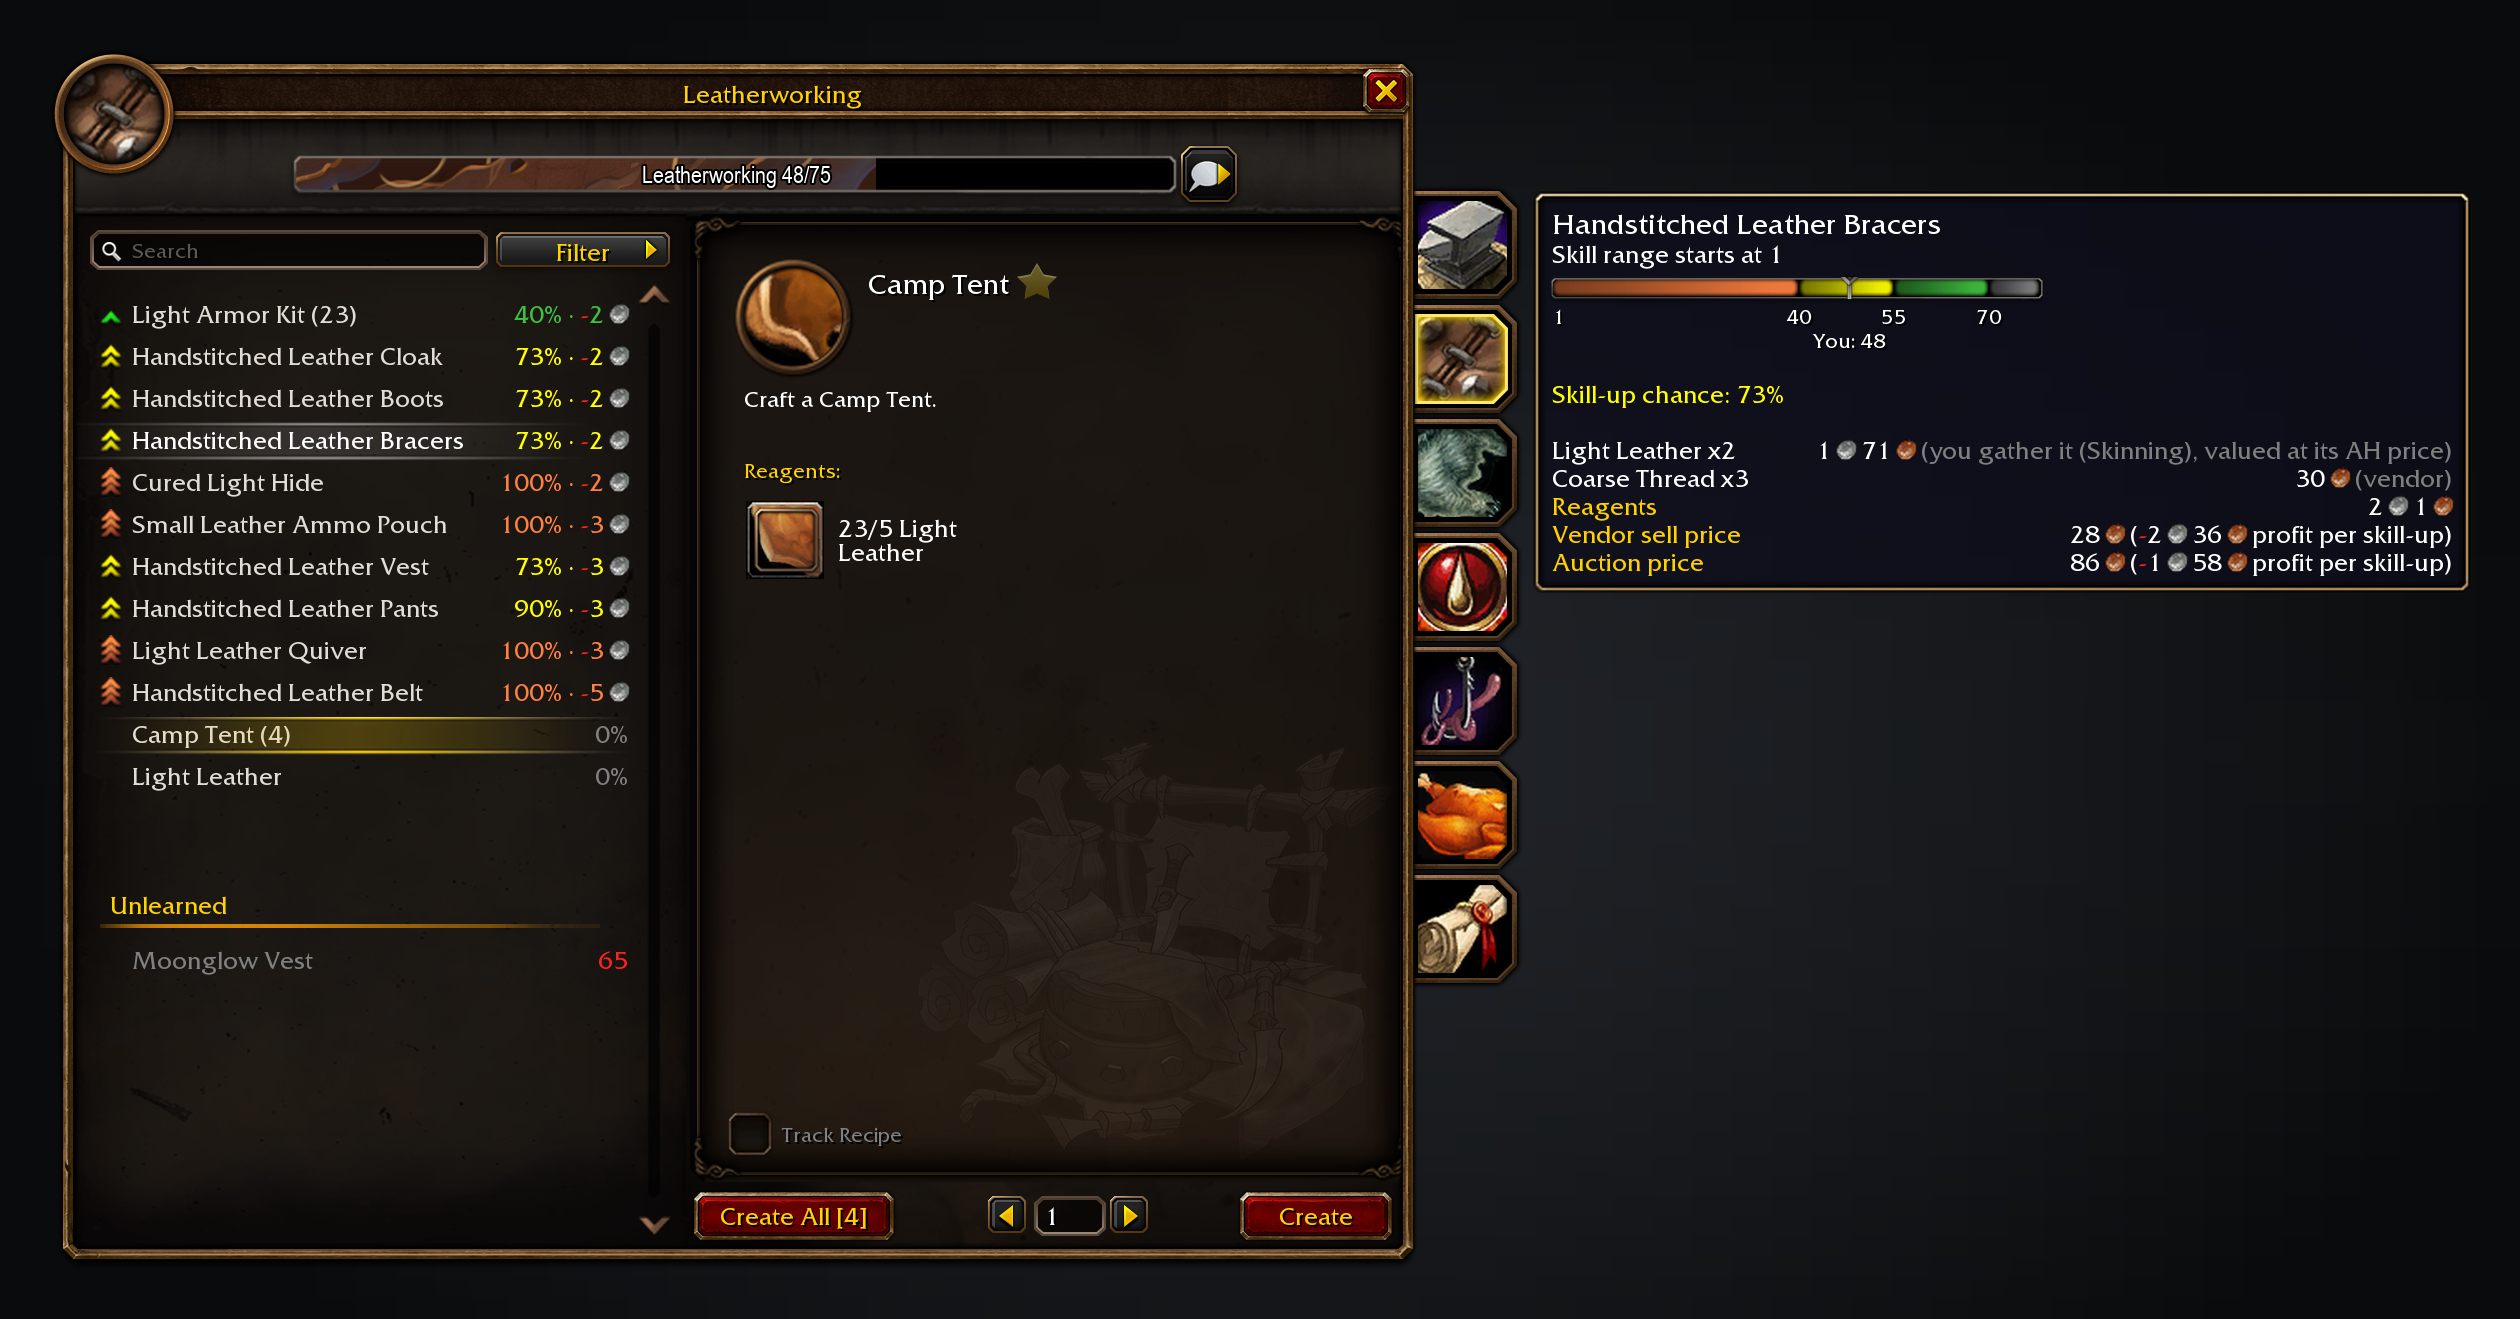 Leatherworking
Leatherworking 48/75
Search
Filter
Light Armor Kit (23) 40% · -2
Handstitched Leather Cloak 73% · -2
Handstitched Leather Boots 73% · -2
Handstitched Leather Bracers 73% · -2
Cured Light Hide 100% · -2
Small Leather Ammo Pouch 100% · -3
Handstitched Leather Vest 73% · -3
Handstitched Leather Pants 90% · -3
Light Leather Quiver 100% · -3
Handstitched Leather Belt 100% · -5
Camp Tent (4) 0%
Light Leather 0%
Unlearned
Moonglow Vest 65
Camp Tent
Craft a Camp Tent.
Reagents:
23/5 Light
Leather
Track Recipe
Create All [4]
1
Create
Handstitched Leather Bracers
Skill range starts at 1
1 40 55 70
You: 48
Skill-up chance: 73%
Light Leather x2 1 71 (you gather it (Skinning), valued at its AH price)
Coarse Thread x3 30 (vendor)
Reagents 2 1
Vendor sell price 28 (-2 36 profit per skill-up)
Auction price 86 (-1 58 profit per skill-up)